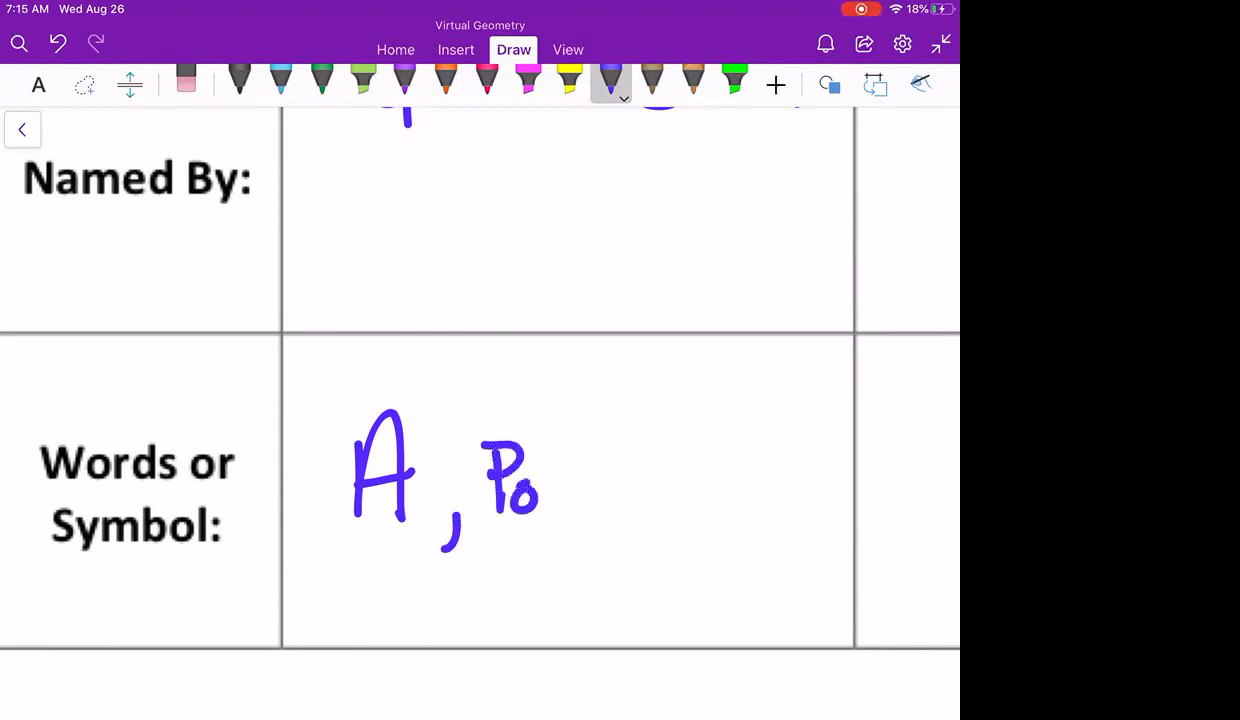 7:15 AM Wed Aug 26
18%
Virtual Geometry
Home Insert Draw View
A
Named By:
Words or
Symbol:
A, Po